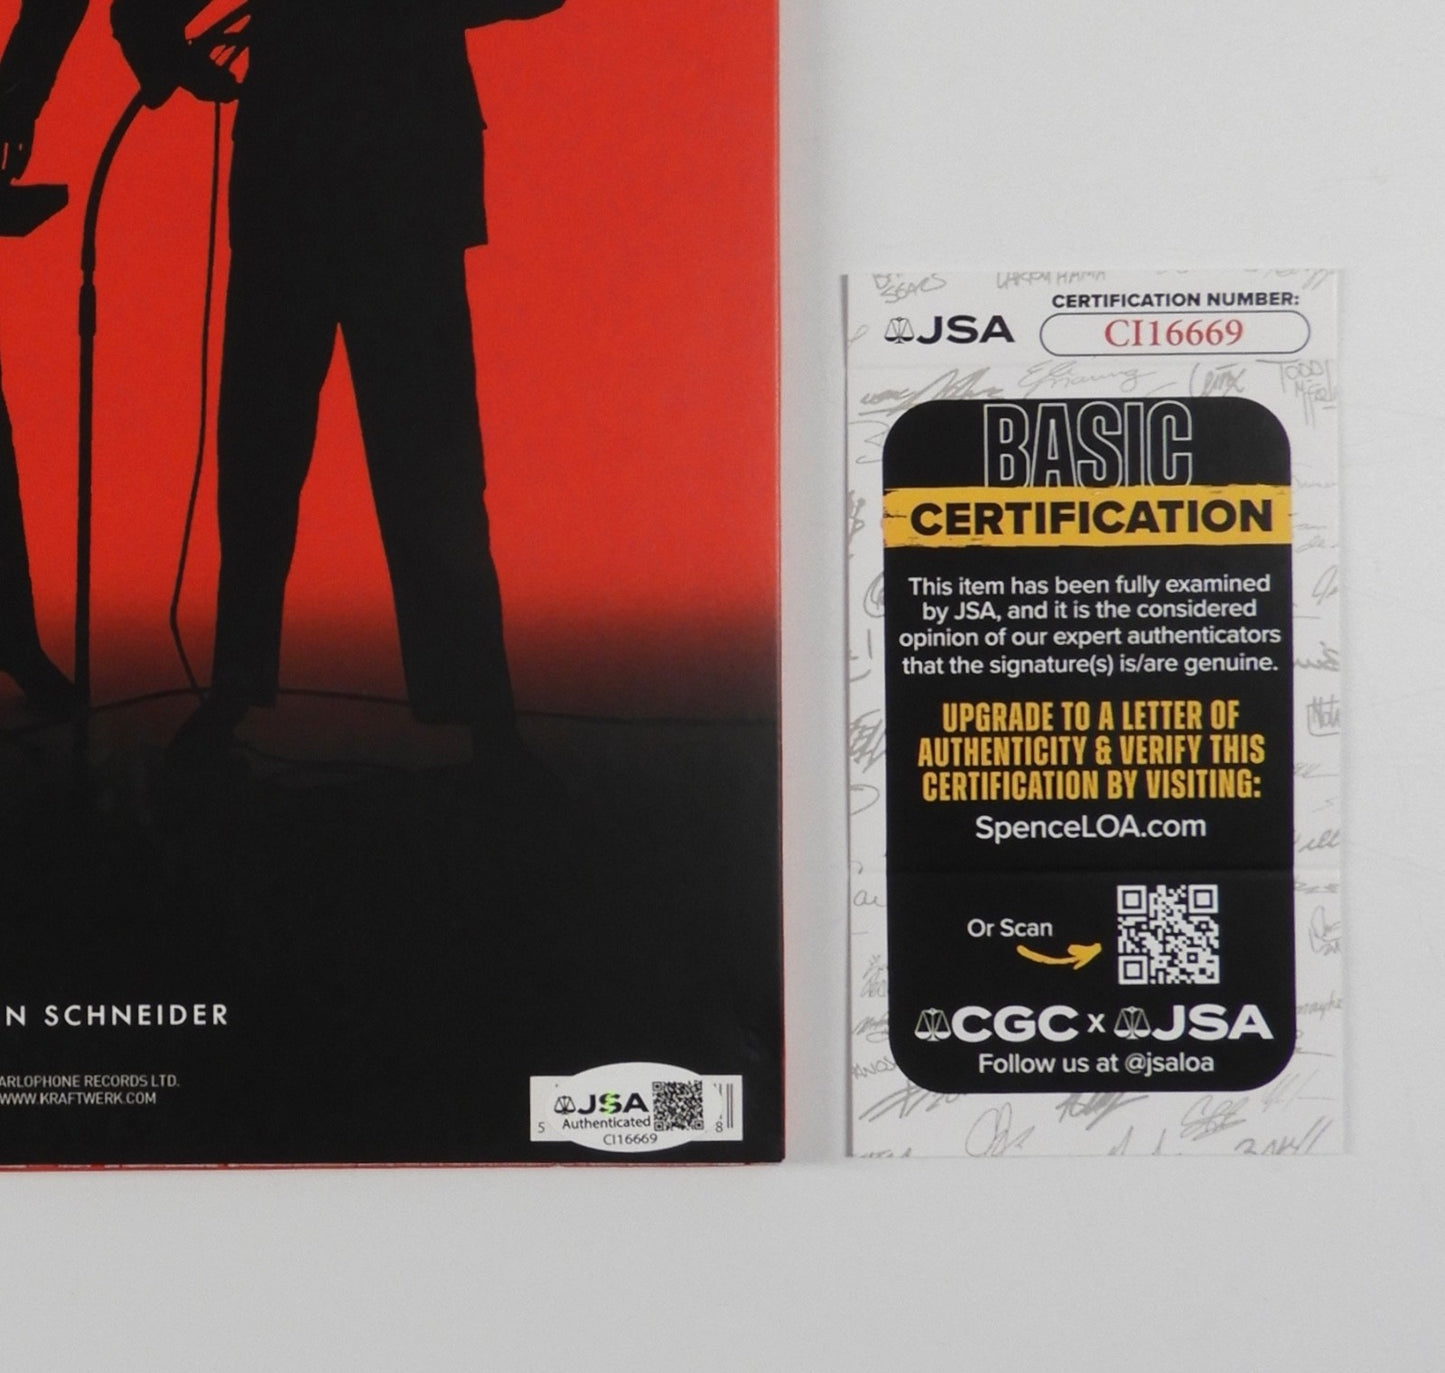 N SCHNEIDER
ARLOPHONE RECORDS LTD.
WWW.KRAFTWERK.COM
5
JSA
Authenticated
CI16669
8
SEARS
JSA
CERTIFICATION NUMBER:
CI16669
BASIC
CERTIFICATION
This item has been fully examined
by JSA, and it is the considered
opinion of our expert authenticators
that the signature(s) is/are genuine.
UPGRADE TO A LETTER OF
AUTHENTICITY & VERIFY THIS
CERTIFICATION BY VISITING:
SpenceLOA.com
Or Scan
CGC x JSA
Follow us at @jsaloa